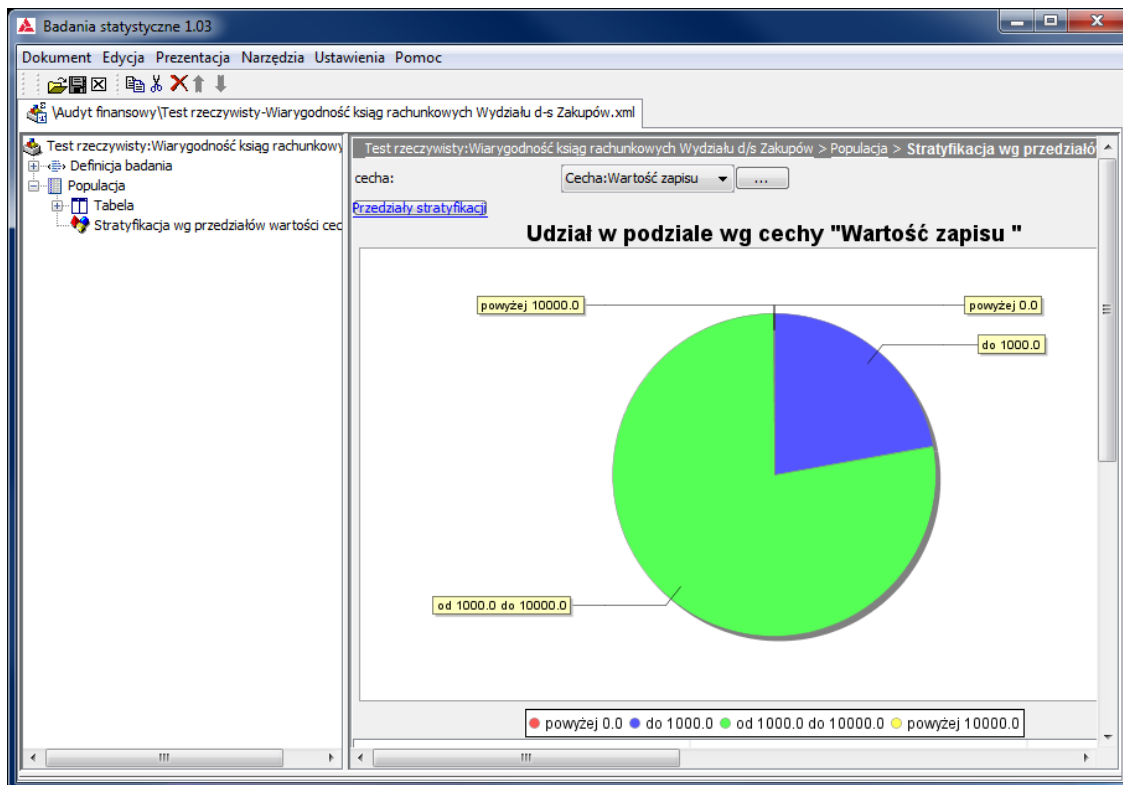 Badania statystyczne 1.03
Dokument Edycja Prezentacja Narzędzia Ustawienia Pomoc
\Audyt finansowy\Test rzeczywisty-Wiarygodność ksiąg rachunkowych Wydziału d-s Zakupów.xml
Test rzeczywisty:Wiarygodność ksiąg rachunkowy
Definicja badania
Populacja
Tabela
Stratyfikacja wg przedziałów wartości cec
Test rzeczywisty:Wiarygodność ksiąg rachunkowych Wydziału d/s Zakupów > Populacja > Stratyfikacja wg przedziałó
cecha:
Cecha:Wartość zapisu
...
Przedziały stratyfikacji
Udział w podziale wg cechy "Wartość zapisu "
powyżej 10000.0
powyżej 0.0
do 1000.0
od 1000.0 do 10000.0
powyżej 0.0 do 1000.0 od 1000.0 do 10000.0 powyżej 10000.0